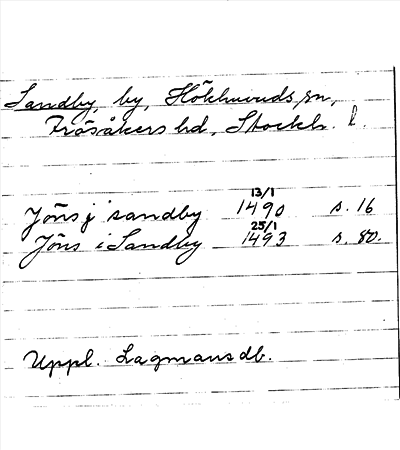 Sandby, by, Hökhuvuds sn,
Frösåkers hd, Stockh. l.
13/1
Jöns j sandby 1490 s. 16
25/1
Jöns i Sandby 1493 s. 80.
Uppl. Lagmansdb.